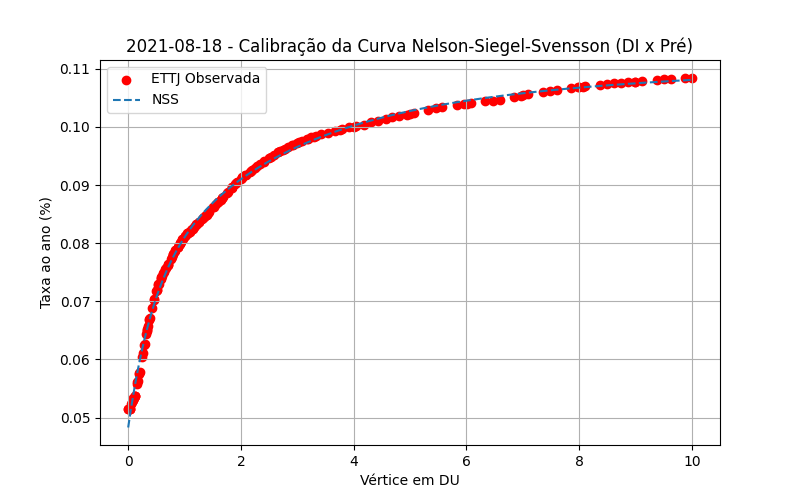 2021-08-18 - Calibração da Curva Nelson-Siegel-Svensson (DI x Pré)
ETTJ Observada
NSS
0.11
0.10
0.09
0.08
0.07
0.06
0.05
Taxa ao ano (%)
0 2 4 6 8 10
Vértice em DU